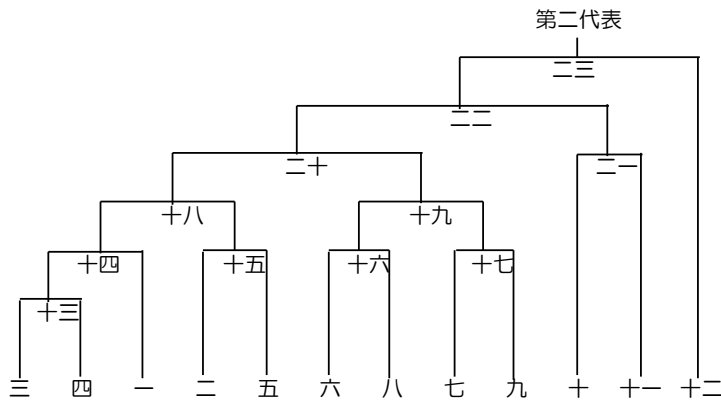 第二代表
二三
二二
二十 二一
十八 十九
十四 十五 十六 十七
十三
三 四 一 二 五 六 八 七 九 十 十一 十二